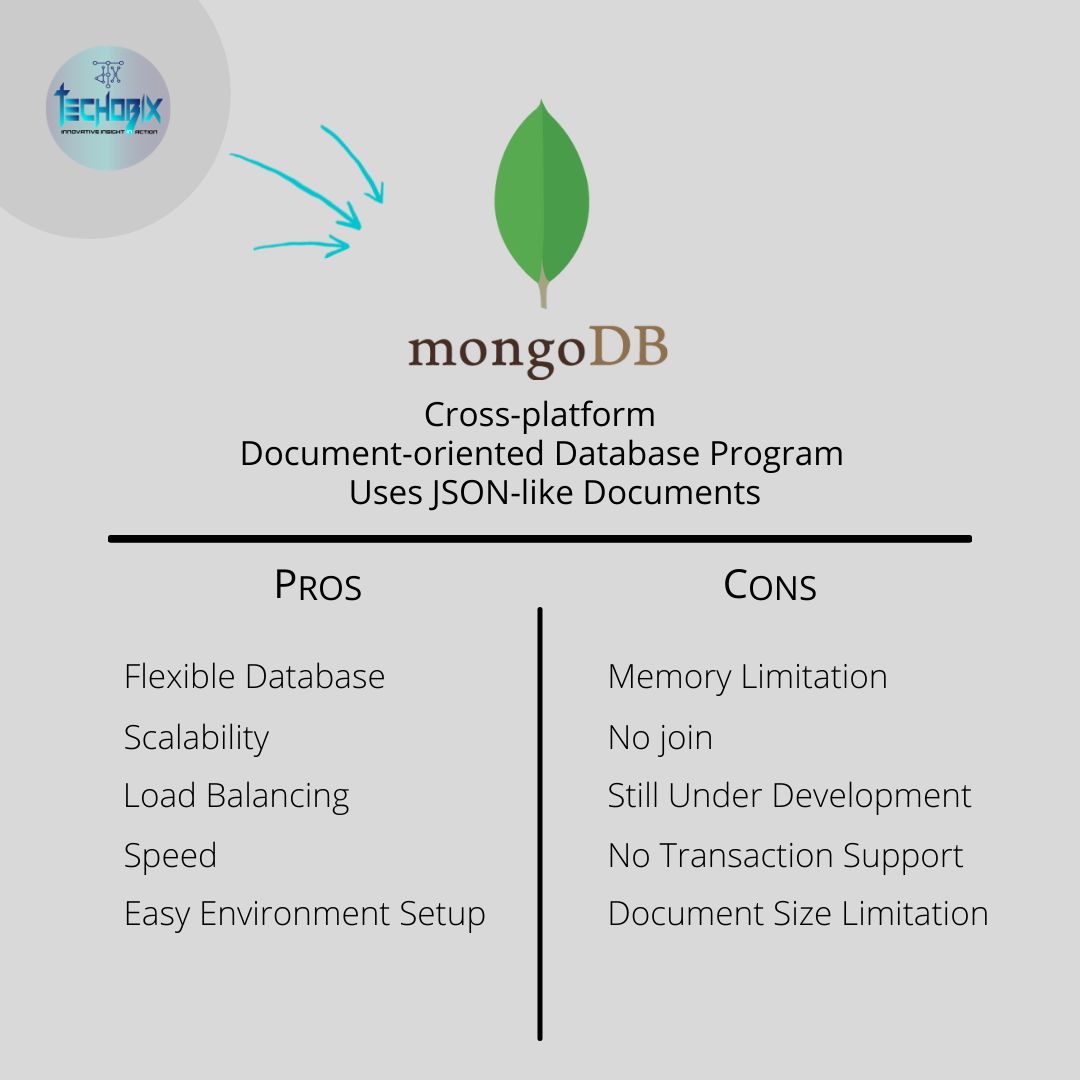 TECHOBIX
INNOVATIVE INSIGHT IN ACTION
mongoDB
Cross-platform
Document-oriented Database Program
Uses JSON-like Documents
Pros
Flexible Database
Scalability
Load Balancing
Speed
Easy Environment Setup
Cons
Memory Limitation
No join
Still Under Development
No Transaction Support
Document Size Limitation